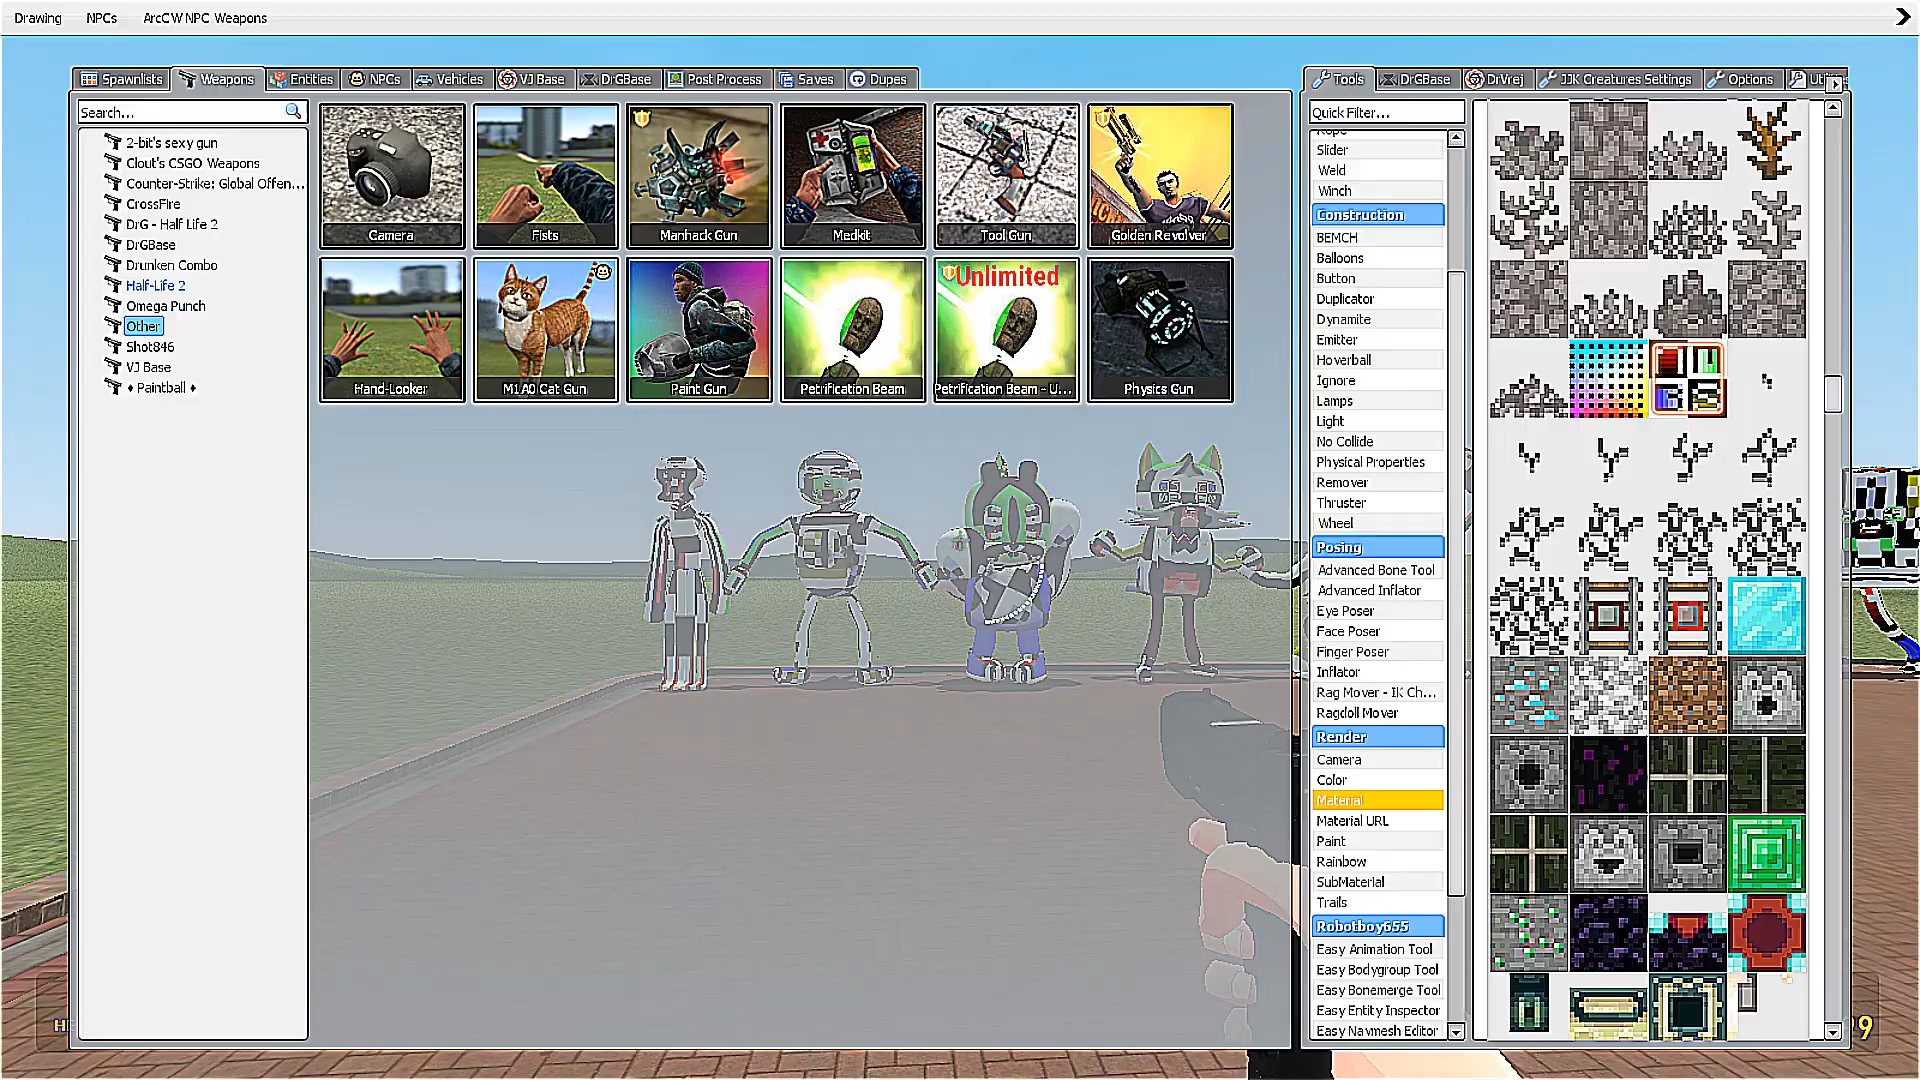 Drawing NPCs ArcCW NPC Weapons
Spawnlists Weapons Entities NPCs Vehicles VJ Base DrGBase Post Process Saves Dupes
Tools DrGBase DrVrej JJK Creatures Settings Options
Search...
2-bit's sexy gun
Clout's CSGO Weapons
Counter-Strike: Global Offen...
CrossFire
DrG - Half Life 2
DrGBase
Drunken Combo
Half-Life 2
Omega Punch
Other
Shot846
VJ Base
♦ Paintball ♦
Camera
Fists
Manhack Gun
Medkit
Tool Gun
Golden Revolver
Unlimited
Hand-Looker
M1A0 Cat Gun
Paint Gun
Petrification Beam
Petrification Beam - U...
Physics Gun
Quick Filter...
Rope
Slider
Weld
Winch
Construction
BEMCH
Balloons
Button
Duplicator
Dynamite
Emitter
Hoverball
Ignore
Lamps
Light
No Collide
Physical Properties
Remover
Thruster
Wheel
Posing
Advanced Bone Tool
Advanced Inflator
Eye Poser
Face Poser
Finger Poser
Inflator
Rag Mover - IK Ch...
Ragdoll Mover
Render
Camera
Color
Material
Material URL
Paint
Rainbow
SubMaterial
Trails
Robotboy655
Easy Animation Tool
Easy Bodygroup Tool
Easy Bonemerge Tool
Easy Entity Inspector
Easy Navmesh Editor